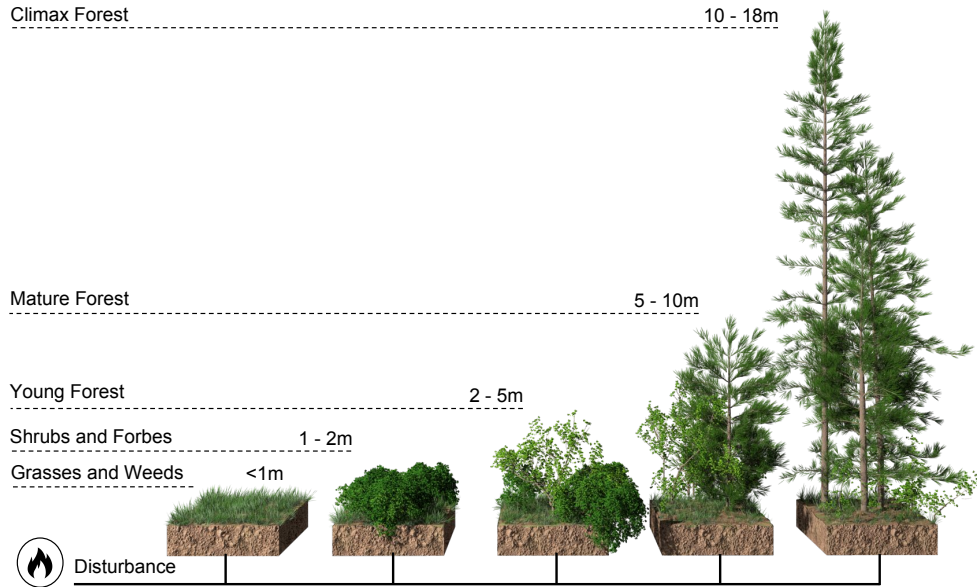 Climax Forest 10 - 18m
Mature Forest 5 - 10m
Young Forest 2 - 5m
Shrubs and Forbes 1 - 2m
Grasses and Weeds <1m
Disturbance